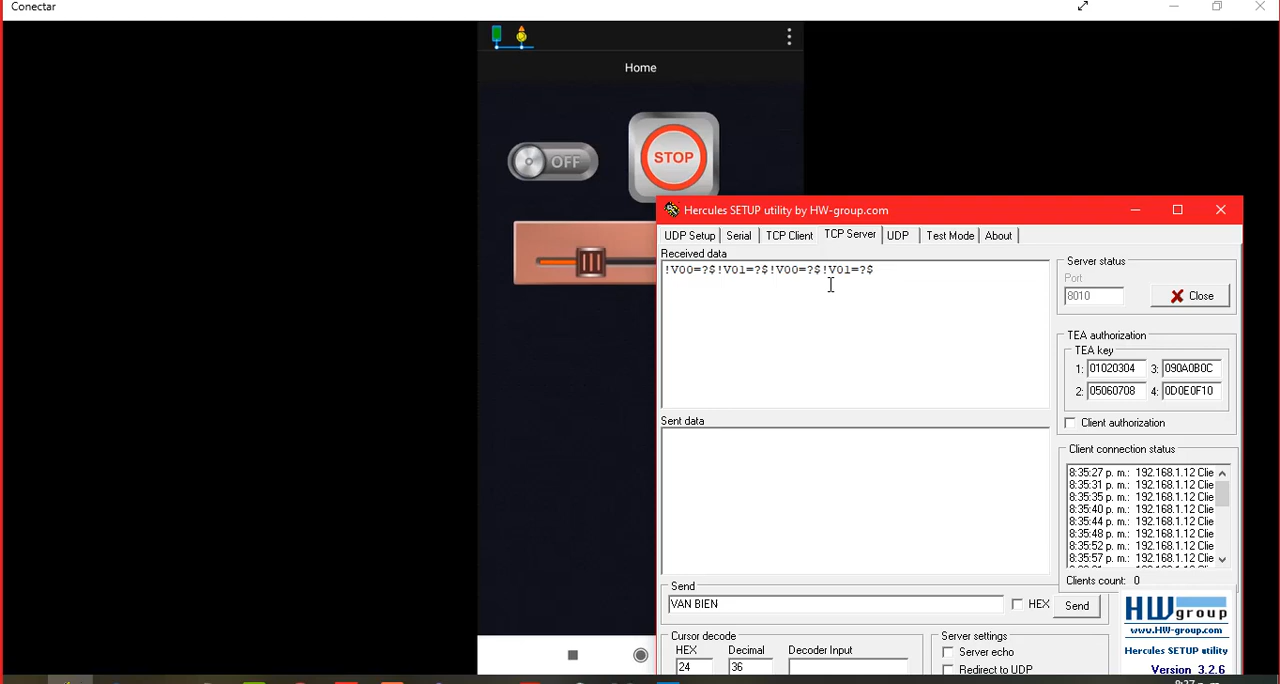 Conectar
Home
OFF
STOP
Hercules SETUP utility by HW-group.com
UDP Setup
Serial
TCP Client
TCP Server
UDP
Test Mode
About
Received data
!V00=?$!V01=?$!V00=?$!V01=?$
Server status
Port
8010
Close
TEA authorization
TEA key
1: 01020304 3: 090A0B0C
2: 05060708 4: 0D0E0F10
Client authorization
Sent data
Client connection status
8:35:27 p. m.: 192.168.1.12 Clie
8:35:31 p. m.: 192.168.1.12 Clie
8:35:35 p. m.: 192.168.1.12 Clie
8:35:40 p. m.: 192.168.1.12 Clie
8:35:44 p. m.: 192.168.1.12 Clie
8:35:48 p. m.: 192.168.1.12 Clie
8:35:52 p. m.: 192.168.1.12 Clie
8:35:57 p. m.: 192.168.1.12 Clie
Clients count: 0
Send
VAN BIEN
HEX
Send
HWgroup
www.HW-group.com
Hercules SETUP utility
Version 3.2.6
Cursor decode
HEX
Decimal
Decoder Input
24
36
Server settings
Server echo
Redirect to UDP